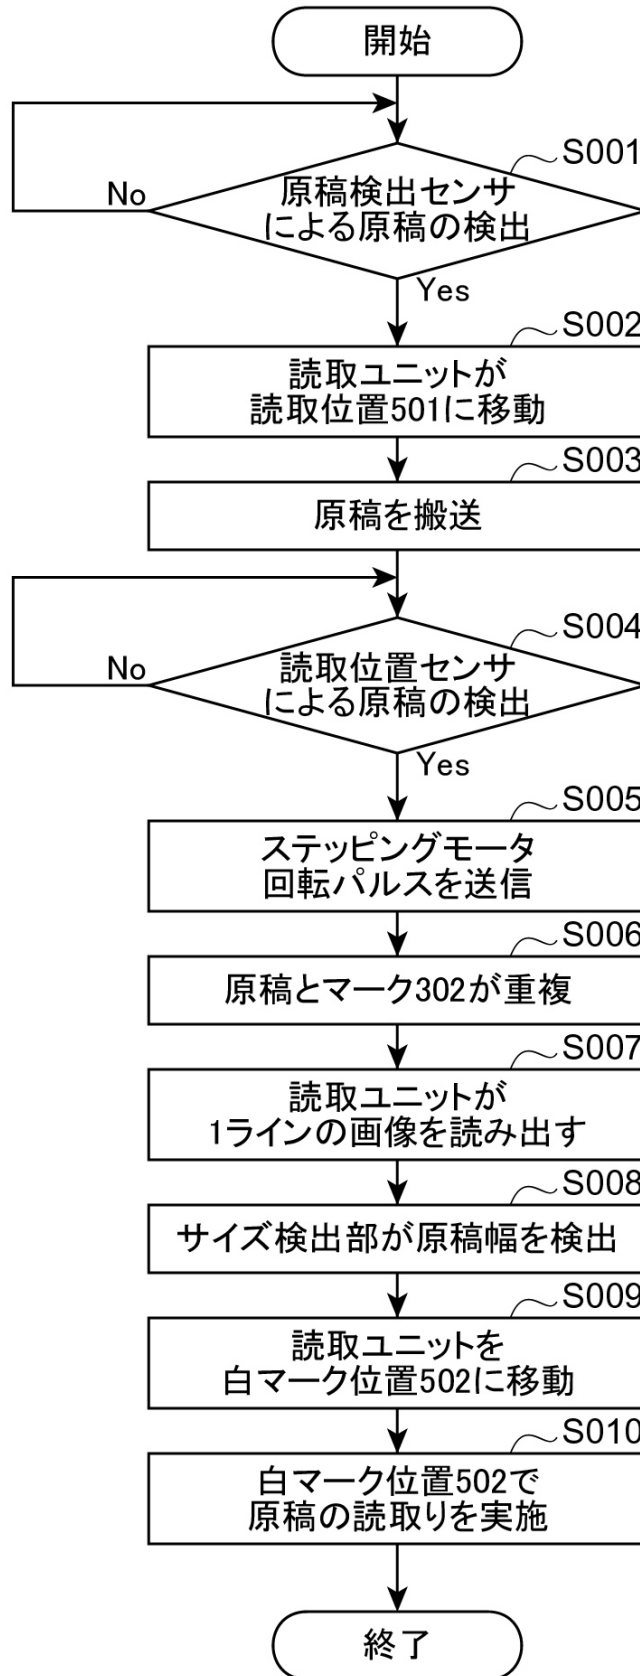 開始
S001
原稿検出センサ
による原稿の検出
No
Yes
S002
読取ユニットが
読取位置501に移動
S003
原稿を搬送
S004
読取位置センサ
による原稿の検出
No
Yes
S005
ステッピングモータ
回転パルスを送信
S006
原稿とマーク302が重複
S007
読取ユニットが
1ラインの画像を読み出す
S008
サイズ検出部が原稿幅を検出
S009
読取ユニットを
白マーク位置502に移動
S010
白マーク位置502で
原稿の読取りを実施
終了